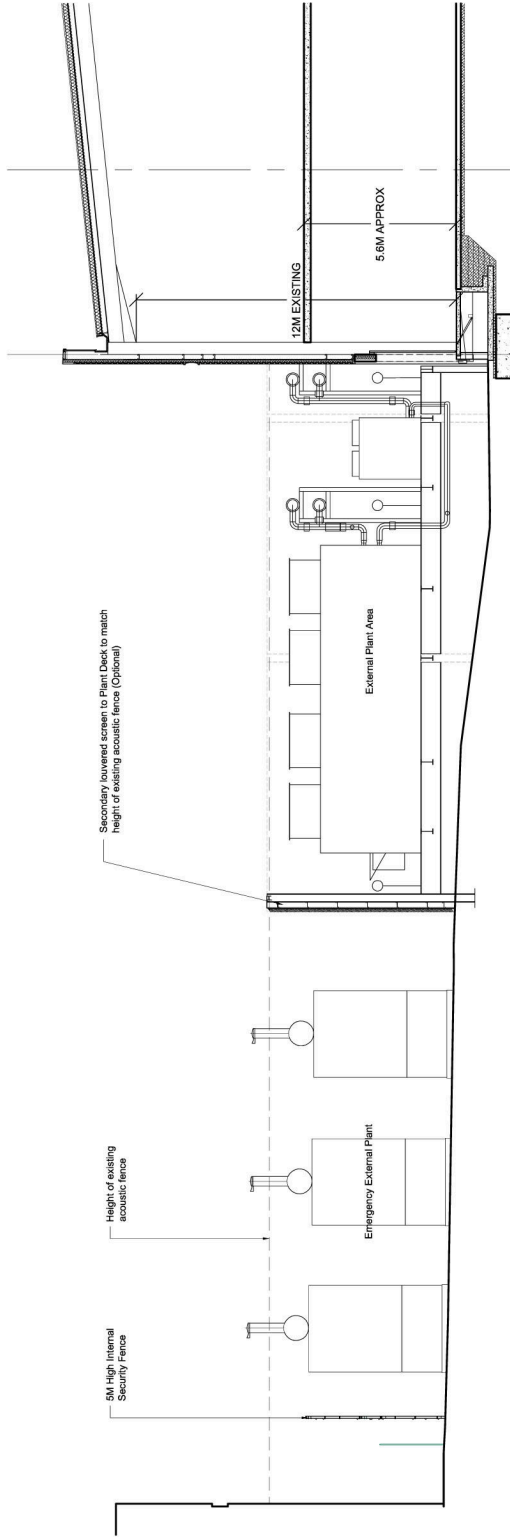 5M High Internal
Security Fence
Height of existing
acoustic fence
Secondary louvered screen to Plant Deck to match
height of existing acoustic fence (Optional)
Emergency External Plant
External Plant Area
12M EXISTING
5.6M APPROX